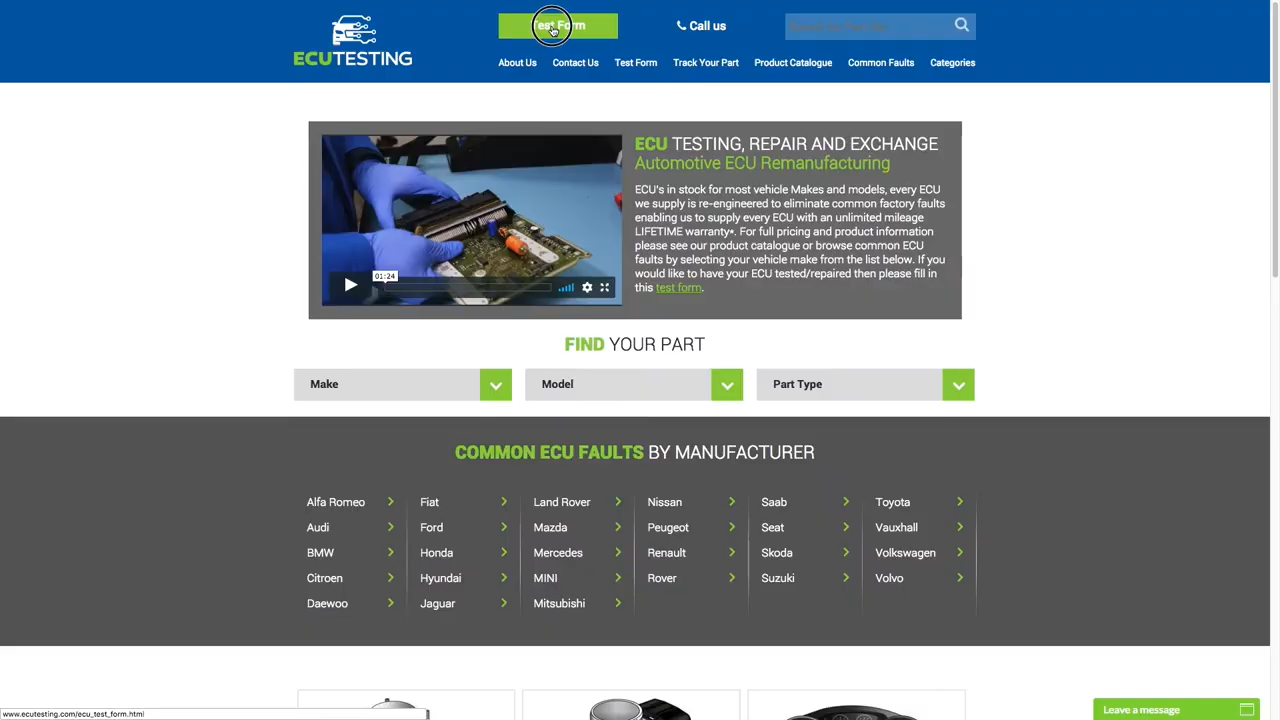 Test Form
Call us
ECUTESTING
About Us
Contact Us
Test Form
Track Your Part
Product Catalogue
Common Faults
Categories
ECU TESTING, REPAIR AND EXCHANGE
Automotive ECU Remanufacturing
ECU's in stock for most vehicle Makes and models, every ECU
we supply is re-engineered to eliminate common factory faults
enabling us to supply every ECU with an unlimited mileage
LIFETIME warranty*. For full pricing and product information
please see our product catalogue or browse common ECU
faults by selecting your vehicle make from the list below. If you
would like to have your ECU tested/repaired then please fill in
this test form.
01:24
FIND YOUR PART
Make
Model
Part Type
COMMON ECU FAULTS BY MANUFACTURER
Alfa Romeo
Audi
BMW
Citroen
Daewoo
Fiat
Ford
Honda
Hyundai
Jaguar
Land Rover
Mazda
Mercedes
MINI
Mitsubishi
Nissan
Peugeot
Renault
Rover
Saab
Seat
Skoda
Suzuki
Toyota
Vauxhall
Volkswagen
Volvo
www.ecutesting.com/ecu_test_form.html
Leave a message